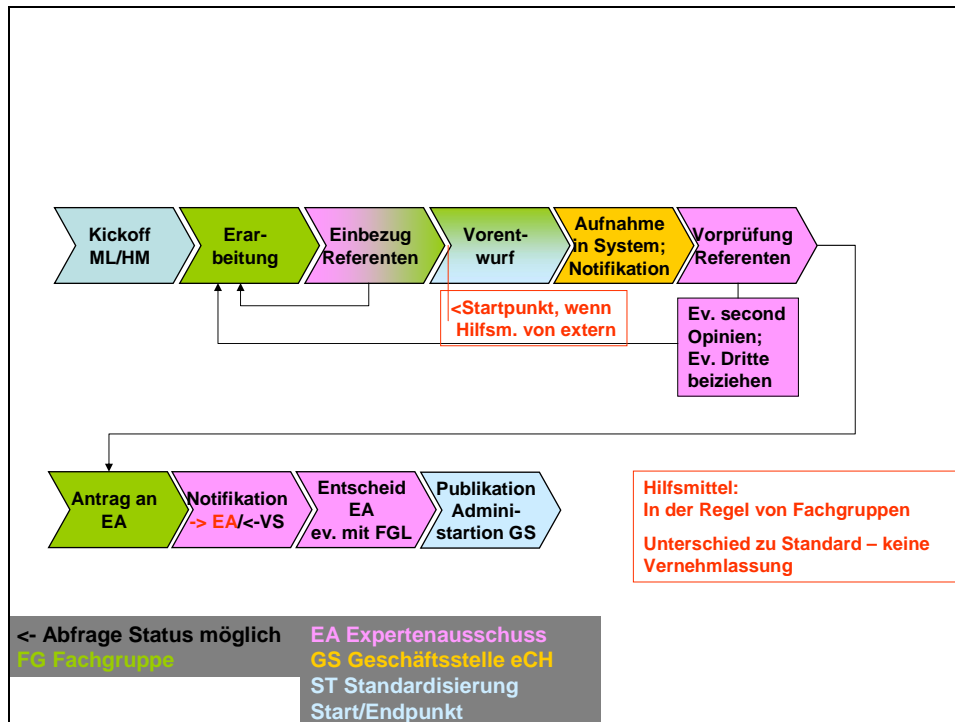 Kickoff
ML/HM
Erar-
beitung
Einbezug
Referenten
Vorent-
wurf
Aufnahme
in System;
Notifikation
Vorprüfung
Referenten
<Startpunkt, wenn
Hilfsm. von extern
Ev. second
Opinien;
Ev. Dritte
beiziehen
Antrag an
EA
Notifikation
-> EA/<-VS
Entscheid
EA
ev. mit FGL
Publikation
Admini-
startion GS
Hilfsmittel:
In der Regel von Fachgruppen
Unterschied zu Standard – keine
Vernehmlassung
<- Abfrage Status möglich
FG Fachgruppe
EA Expertenausschuss
GS Geschäftsstelle eCH
ST Standardisierung
Start/Endpunkt